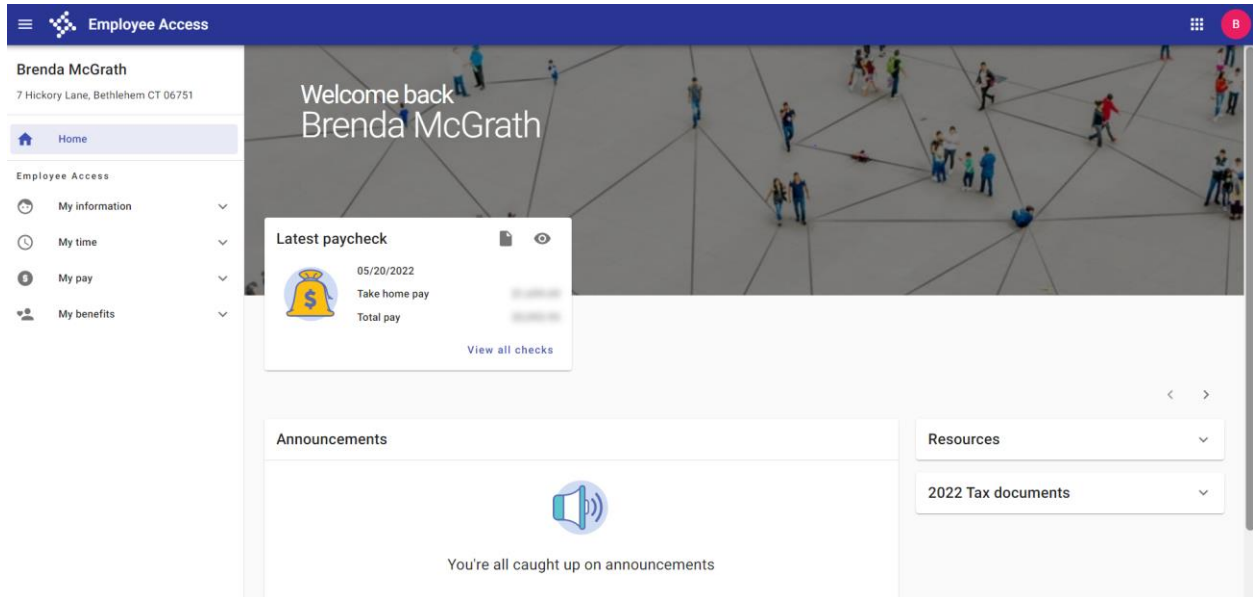 Employee Access
B
Brenda McGrath
7 Hickory Lane, Bethlehem CT 06751
Home
Employee Access
My information
My time
My pay
My benefits
Welcome back
Brenda McGrath
Latest paycheck
05/20/2022
Take home pay
Total pay
View all checks
Announcements
You're all caught up on announcements
Resources
2022 Tax documents